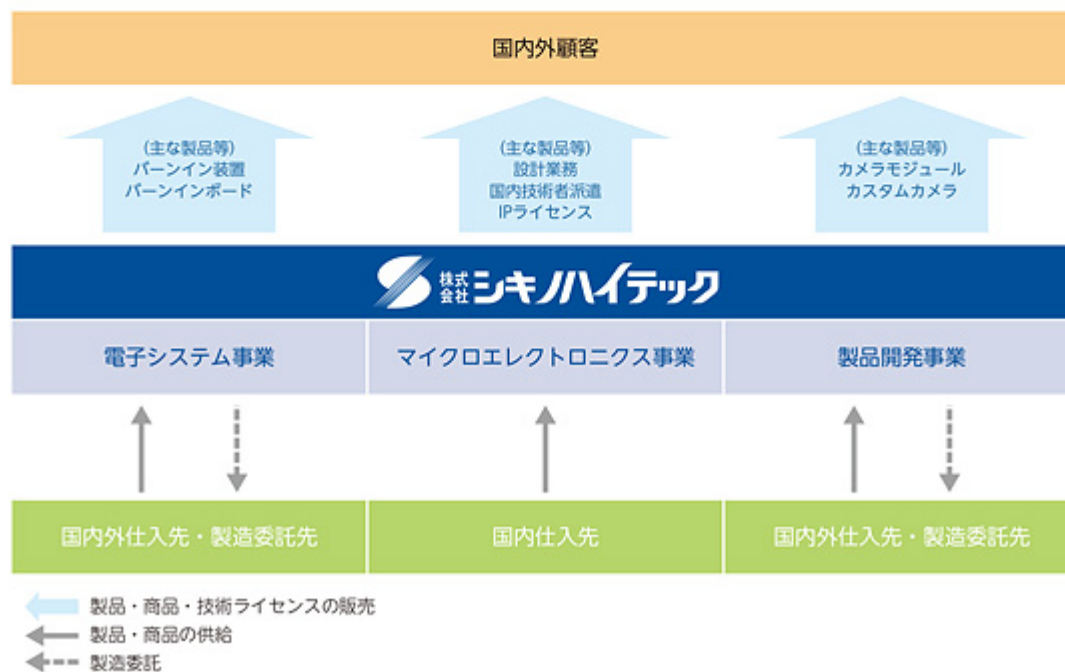 国内外顧客
(主な製品等)
バーンイン装置
バーンインボード
(主な製品等)
設計業務
国内技術者派遣
IPライセンス
(主な製品等)
カメラモジュール
カスタムカメラ
株式会社シキノハイテック
電子システム事業
マイクロエレクトロニクス事業
製品開発事業
国内外仕入先・製造委託先
国内仕入先
国内外仕入先・製造委託先
製品・商品・技術ライセンスの販売
製品・商品の供給
製造委託